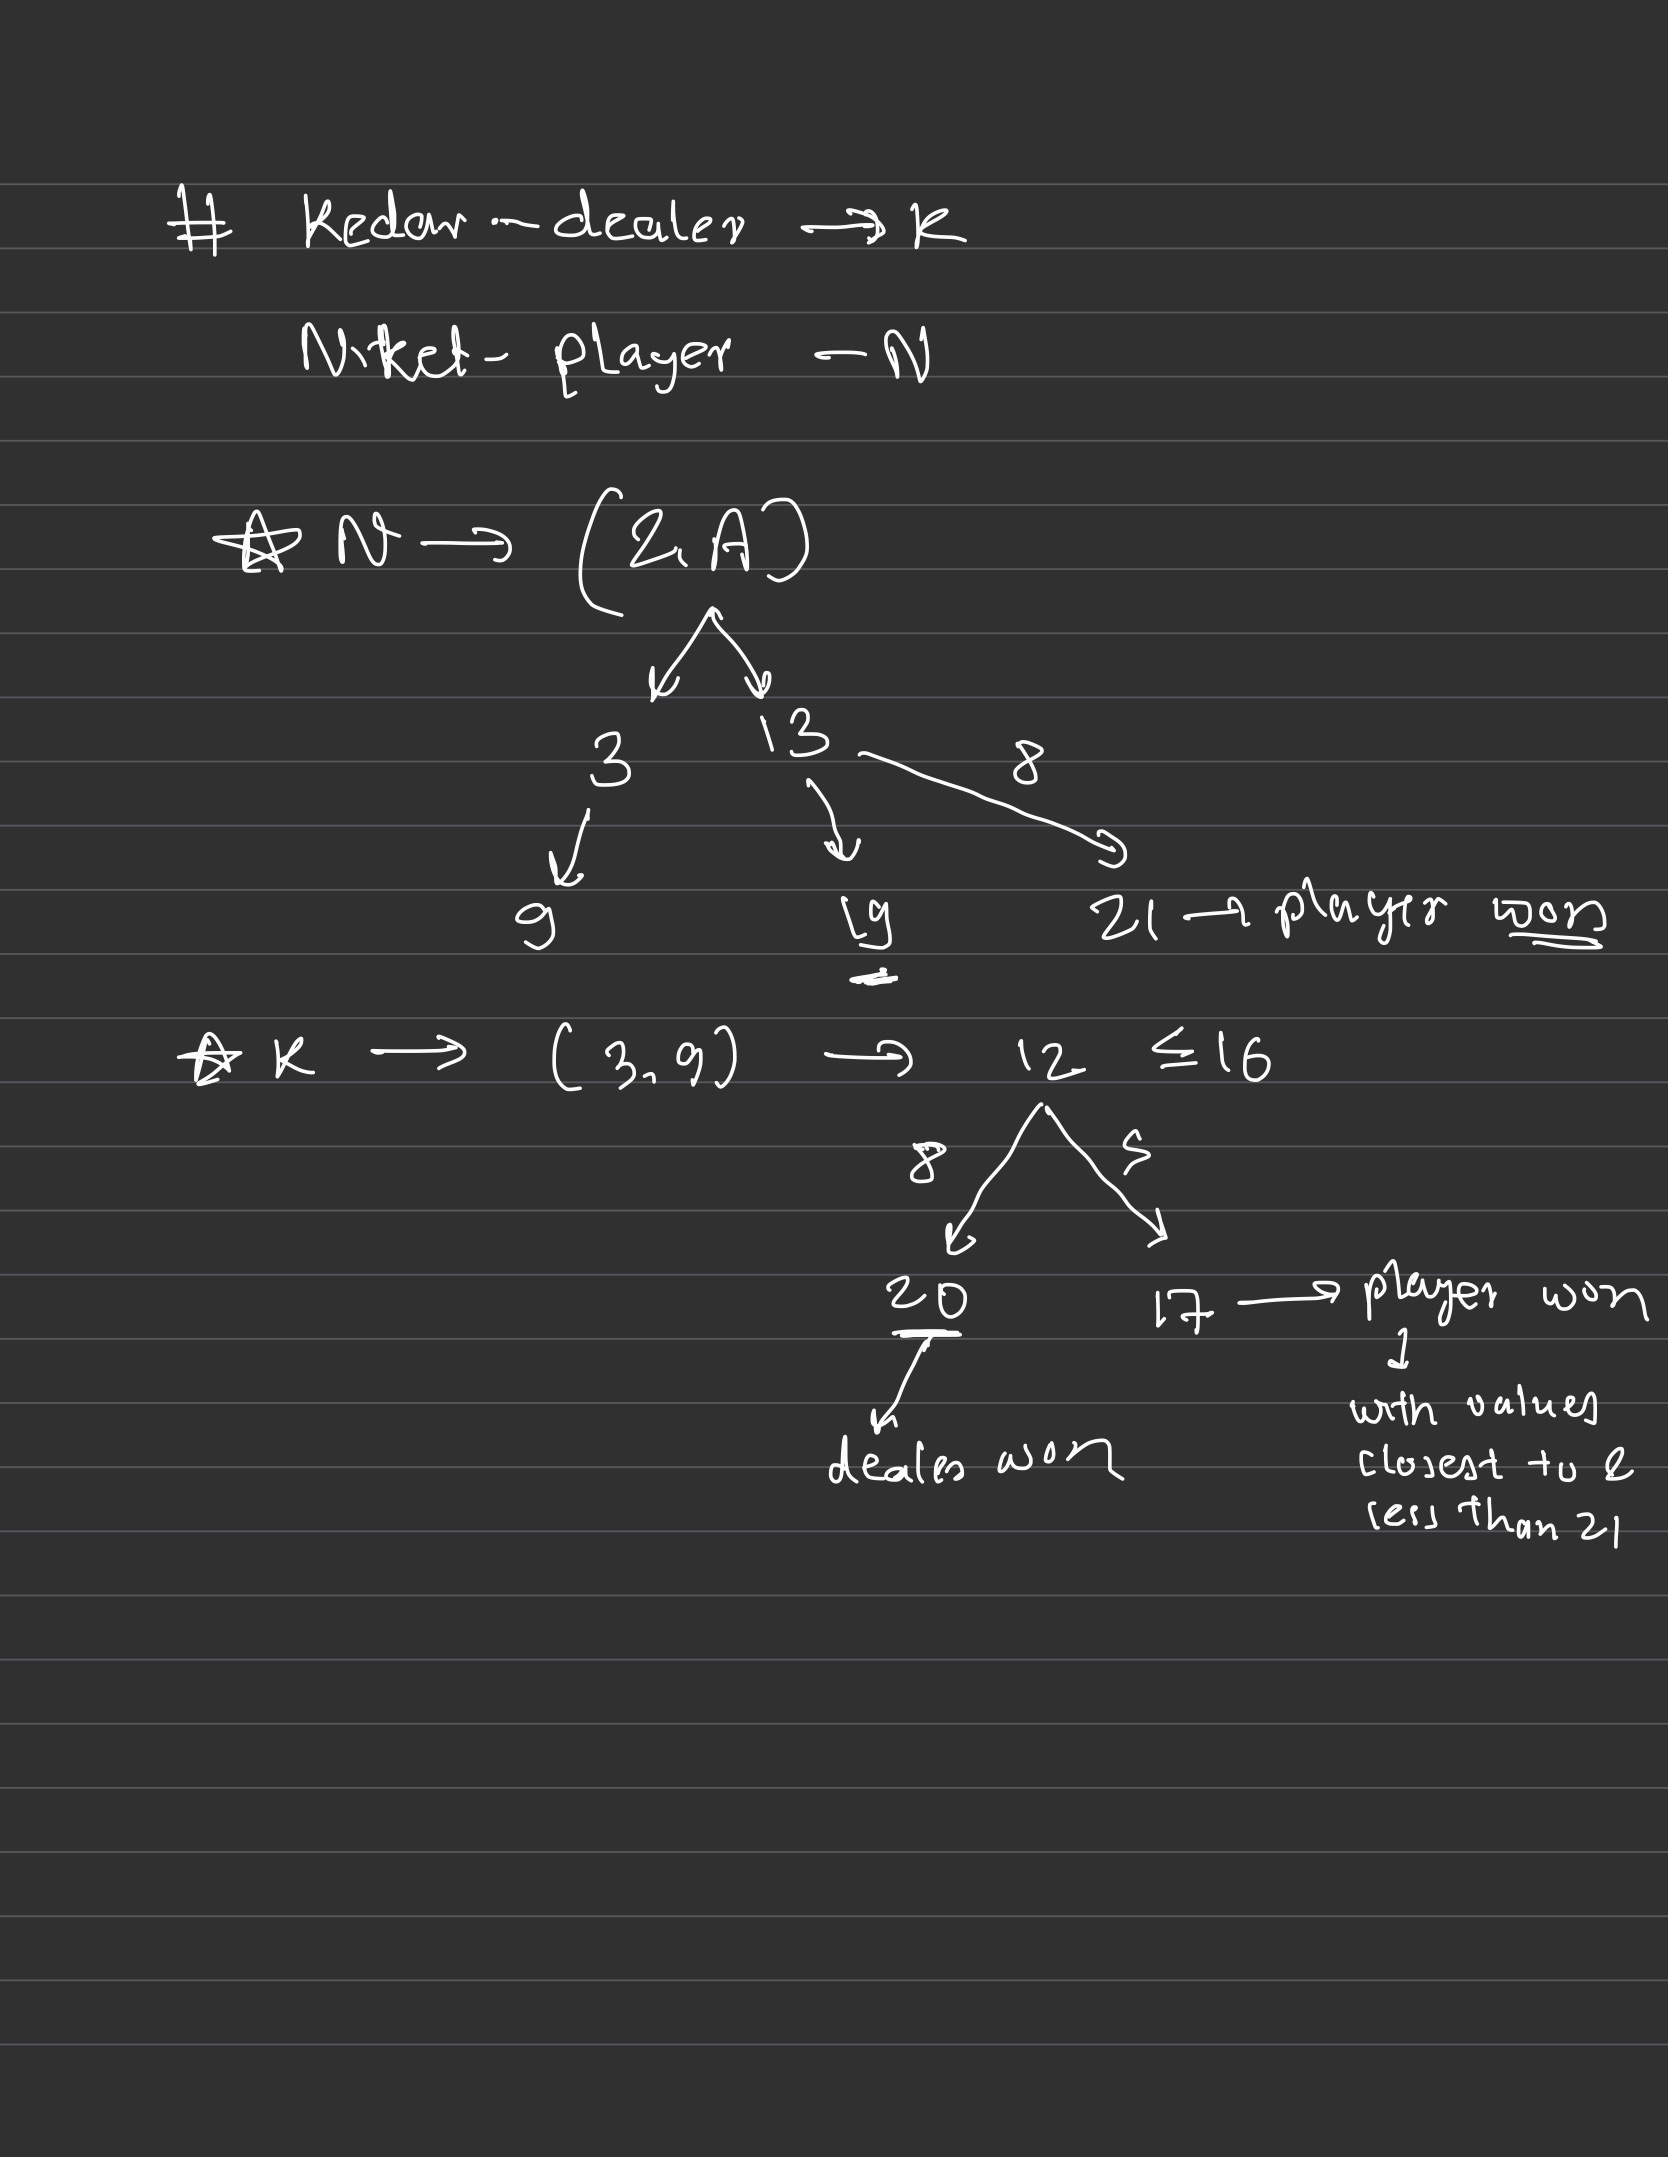 # Kedar - dealer → K
Niket - player - N
☆ N → (2, A)
3 13 8
9 19 21 → player won
☆ K → (3, 9) → 12 ≤ 16
8 5
20 17 → player won
↓
with values
dealer won closest to &
less than 21